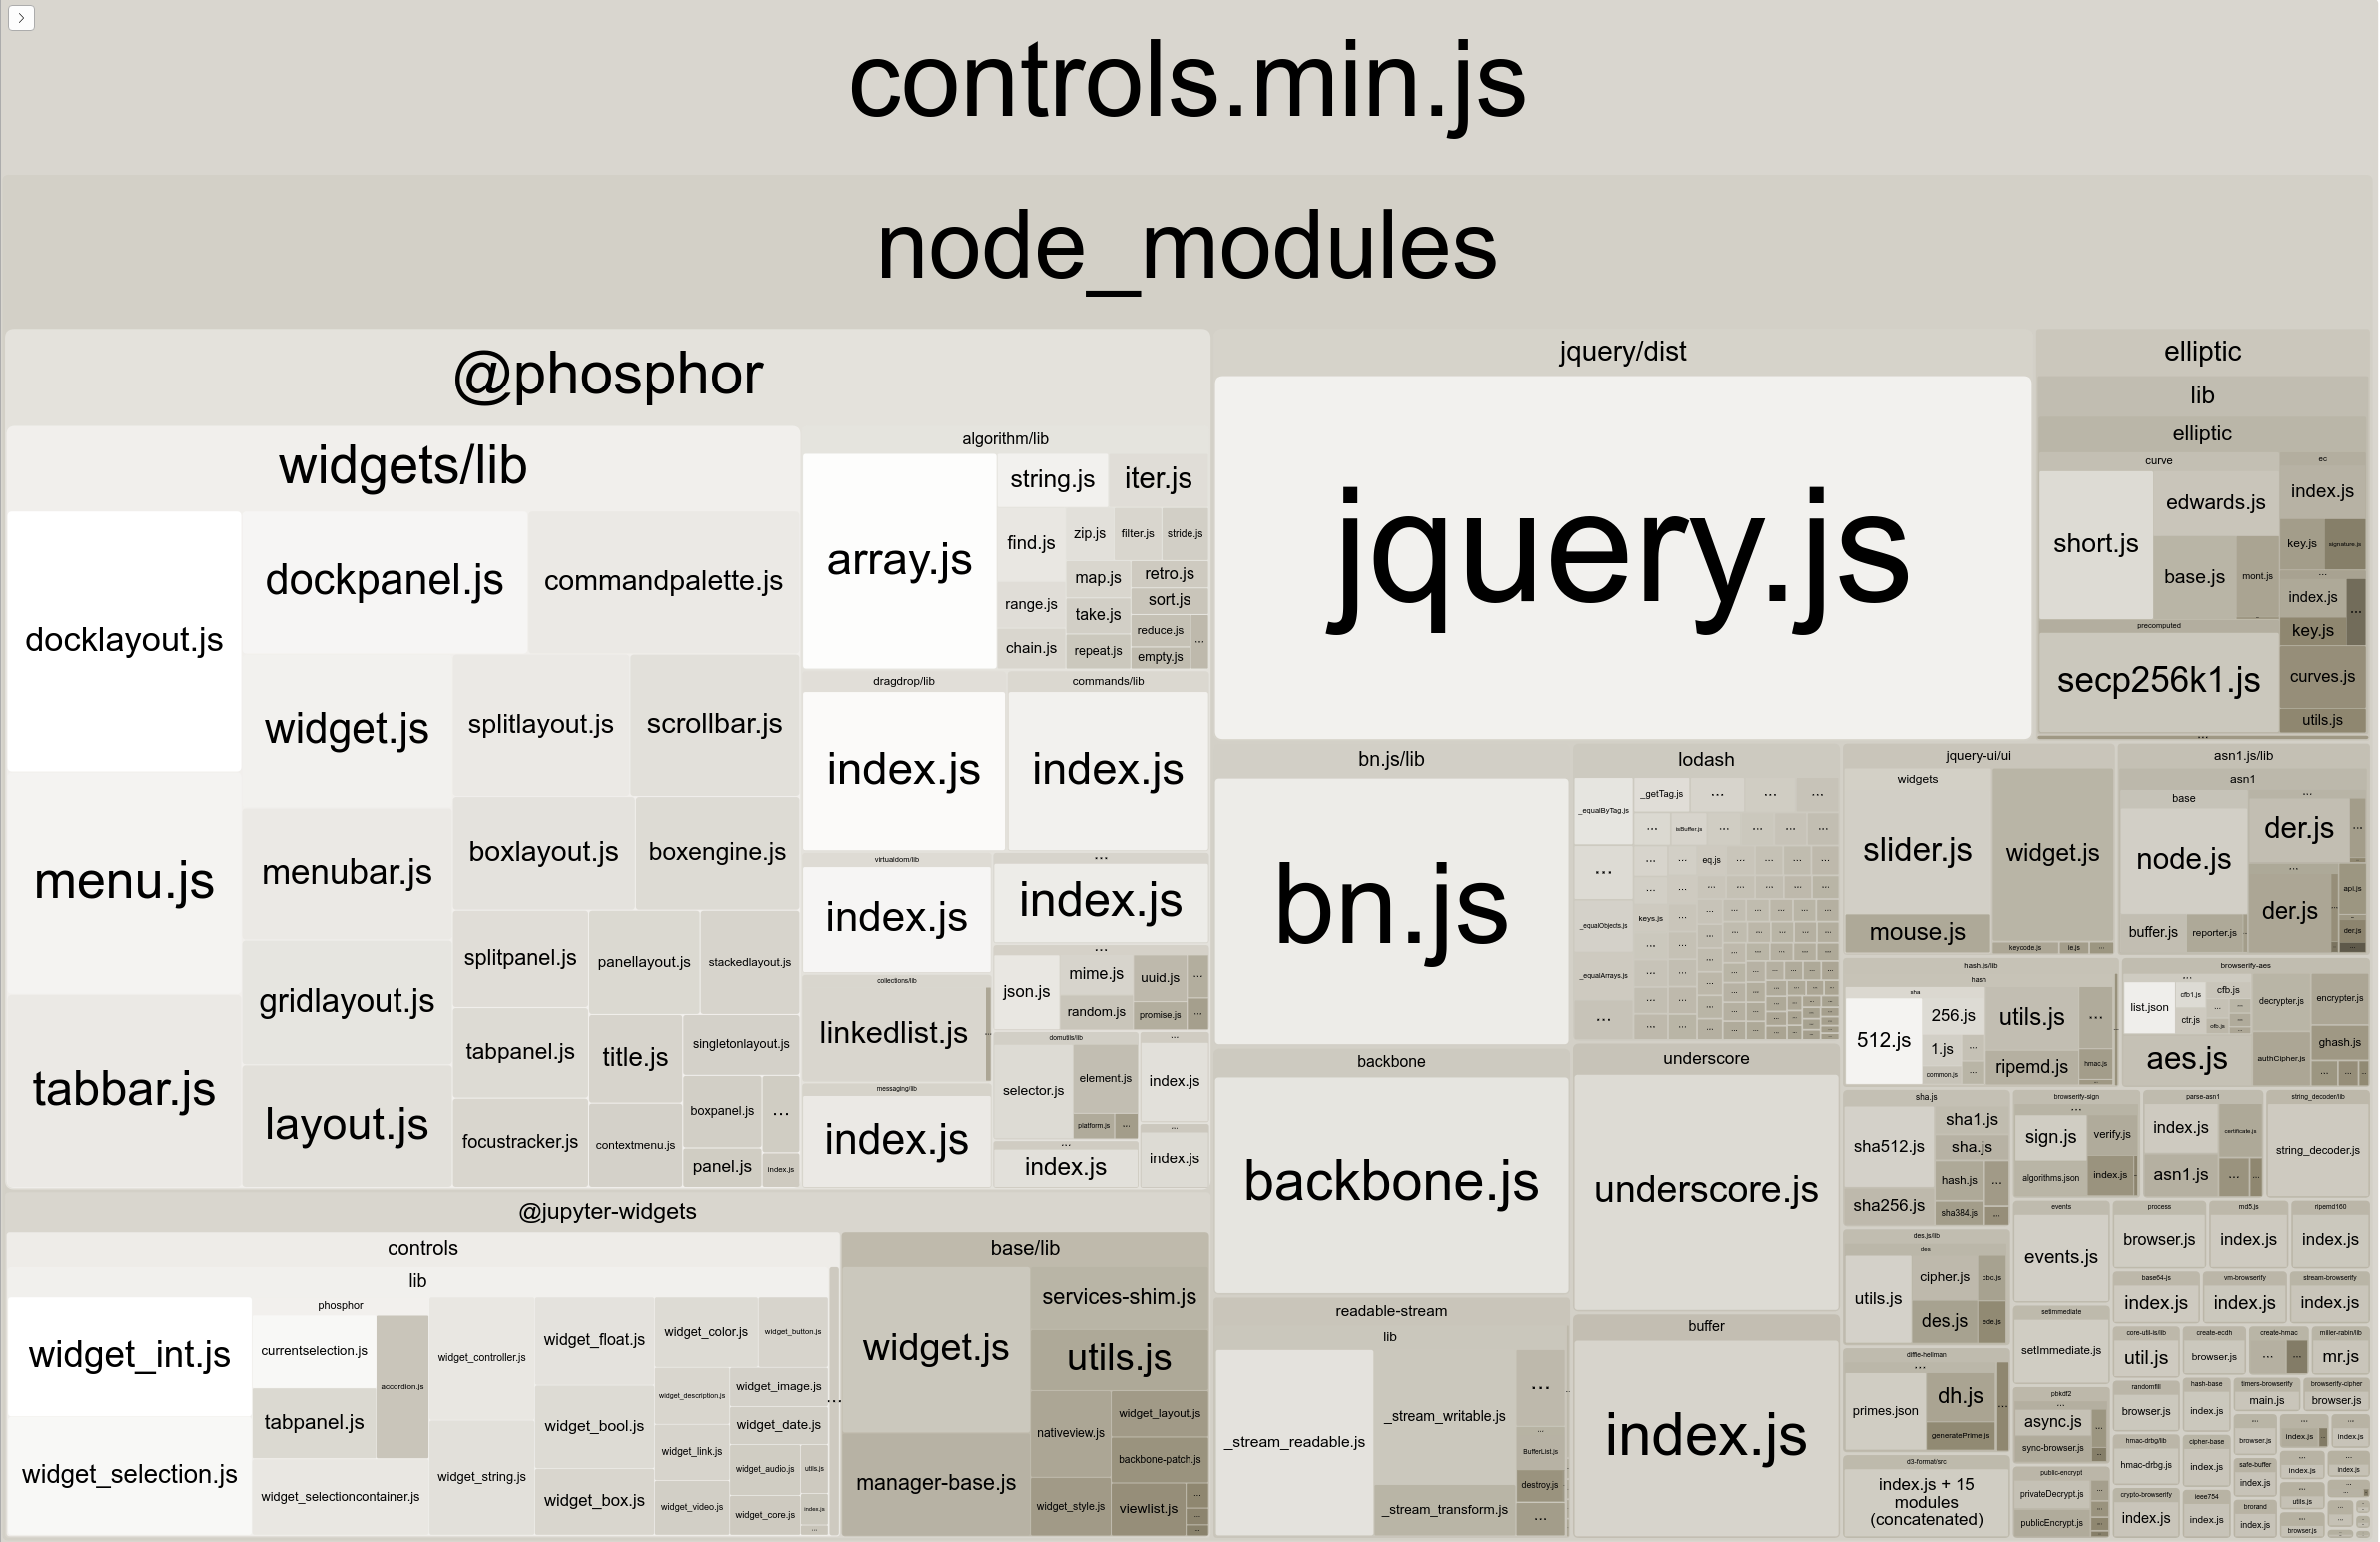 controls.min.js
node_modules
@phosphor
widgets/lib
docklayout.js
menu.js
tabbar.js
dockpanel.js
commandpalette.js
widget.js
splitlayout.js
scrollbar.js
menubar.js
boxlayout.js
boxengine.js
gridlayout.js
splitpanel.js
panellayout.js
stackedlayout.js
layout.js
tabpanel.js
title.js
singletonlayout.js
focustracker.js
contextmenu.js
boxpanel.js
...
panel.js
index.js
algorithm/lib
array.js
string.js
iter.js
find.js
zip.js
filter.js
stride.js
range.js
map.js
retro.js
take.js
sort.js
chain.js
repeat.js
reduce.js
empty.js
...
dragdrop/lib
index.js
commands/lib
index.js
virtualdom/lib
index.js
...
index.js
collections/lib
linkedlist.js
...
json.js
mime.js
random.js
uuid.js
promise.js
messaging/lib
index.js
domutils/lib
selector.js
element.js
platform.js
...
index.js
...
index.js
...
index.js
@jupyter-widgets
controls
lib
widget_int.js
widget_selection.js
phosphor
currentselection.js
tabpanel.js
accordion.js
widget_selectioncontainer.js
widget_controller.js
widget_string.js
widget_float.js
widget_bool.js
widget_box.js
widget_color.js
widget_button.js
widget_description.js
widget_image.js
widget_date.js
widget_link.js
widget_audio.js
utils.js
widget_video.js
widget_core.js
index.js
...
base/lib
widget.js
manager-base.js
services-shim.js
utils.js
nativeview.js
widget_layout.js
backbone-patch.js
widget_style.js
viewlist.js
jquery/dist
jquery.js
elliptic
lib
elliptic
curve
short.js
edwards.js
base.js
mont.js
precomputed
secp256k1.js
ec
index.js
key.js
signature.js
...
index.js
key.js
curves.js
utils.js
bn.js/lib
bn.js
backbone
backbone.js
readable-stream
lib
_stream_readable.js
_stream_writable.js
_stream_transform.js
...
BufferList.js
destroy.js
...
lodash
_equalByTag.js
_getTag.js
isBuffer.js
eq.js
keys.js
_equalObjects.js
_equalArrays.js
underscore
underscore.js
buffer
index.js
jquery-ui/ui
widgets
slider.js
mouse.js
widget.js
keycode.js
ie.js
...
asn1.js/lib
asn1
base
node.js
buffer.js
reporter.js
...
der.js
...
der.js
api.js
der.js
hash.js/lib
hash
sha
512.js
256.js
1.js
common.js
utils.js
ripemd.js
...
hmac.js
browserify-aes
list.json
cfb1.js
cfb.js
ctr.js
cfb8.js
aes.js
decrypter.js
encrypter.js
authCipher.js
ghash.js
sha.js
sha512.js
sha256.js
sha1.js
sha.js
hash.js
...
sha384.js
browserify-sign
...
sign.js
algorithms.json
verify.js
index.js
parse-asn1
index.js
asn1.js
certificate.js
...
string_decoder/lib
string_decoder.js
des.js/lib
des
utils.js
cipher.js
cbc.js
des.js
ede.js
diffie-hellman
...
primes.json
dh.js
generatePrime.js
d3-format/src
index.js + 15
modules
(concatenated)
events
events.js
setimmediate
setImmediate.js
pbkdf2
...
async.js
sync-browser.js
public-encrypt
privateDecrypt.js
publicEncrypt.js
process
browser.js
md5.js
index.js
ripemd160
index.js
base64-js
index.js
vm-browserify
index.js
stream-browserify
index.js
core-util-is/lib
util.js
create-ecdh
browser.js
create-hmac
...
miller-rabin/lib
mr.js
randomfill
browser.js
hash-base
index.js
timers-browserify
main.js
browserify-cipher
browser.js
hmac-drbg/lib
hmac-drbg.js
cipher-base
index.js
...
browser.js
...
index.js
...
index.js
safe-buffer
index.js
index.js
index.js
crypto-browserify
index.js
ieee754
index.js
brorand
index.js
...
utils.js
...
browser.js